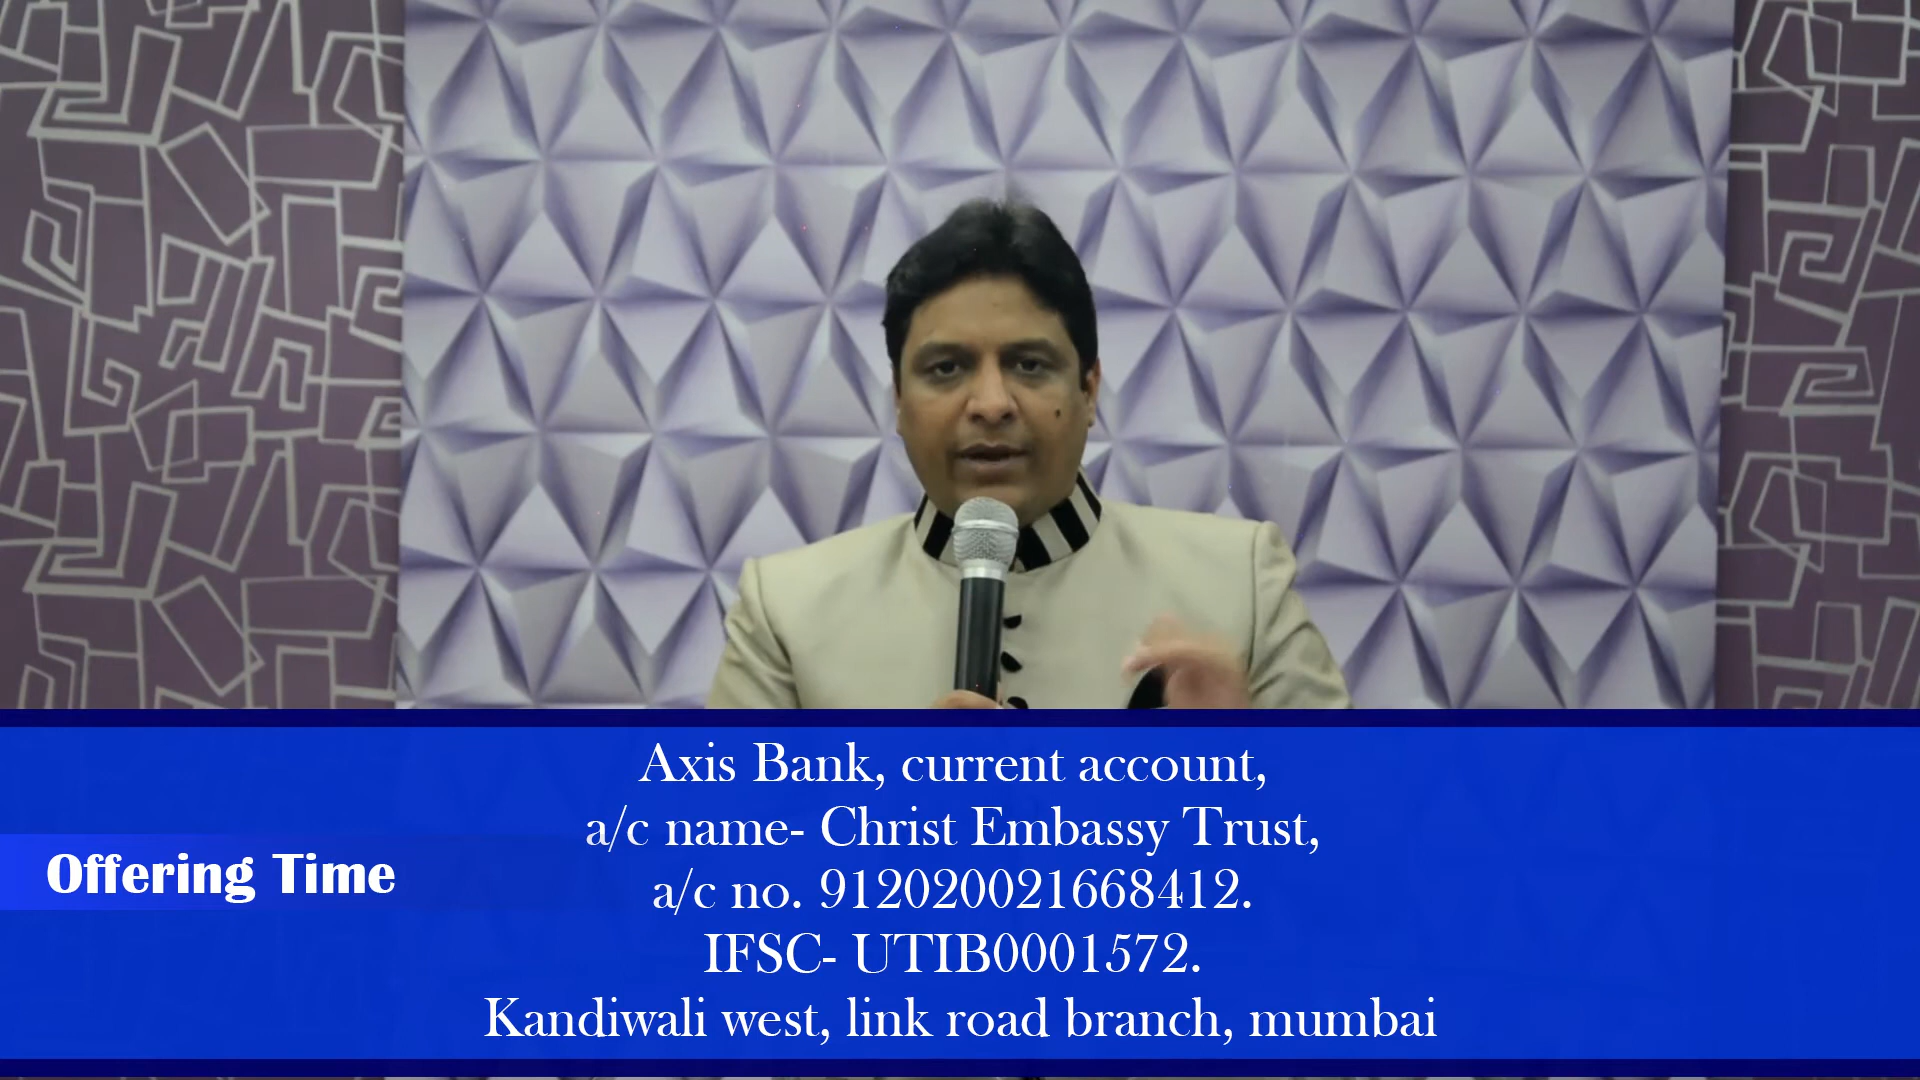 Offering Time
Axis Bank, current account,
a/c name- Christ Embassy Trust,
a/c no. 912020021668412.
IFSC- UTIB0001572.
Kandiwali west, link road branch, mumbai